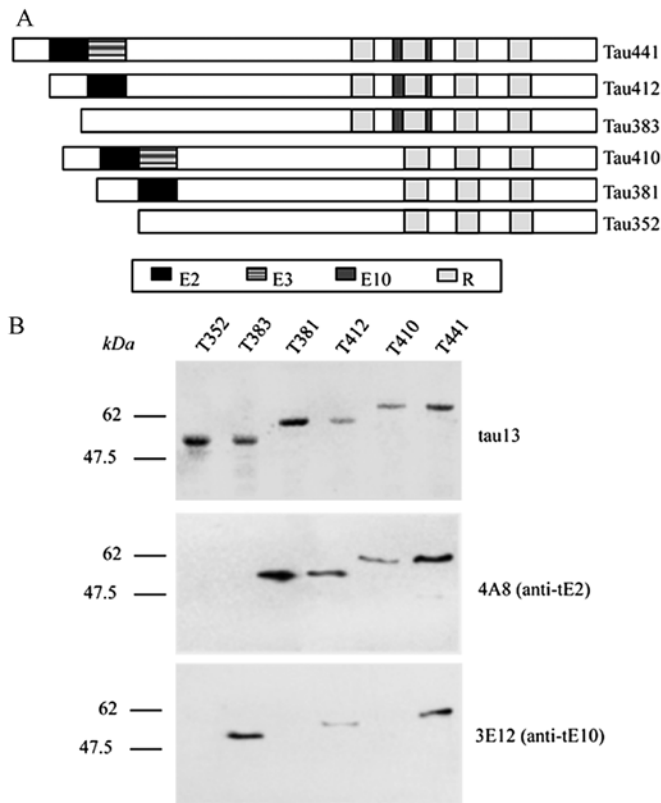 A
Tau441
Tau412
Tau383
Tau410
Tau381
Tau352
E2 E3 E10 R
B
kDa T352 T383 T381 T412 T410 T441
62
47.5
tau13
62
47.5
4A8 (anti-tE2)
62
47.5
3E12 (anti-tE10)